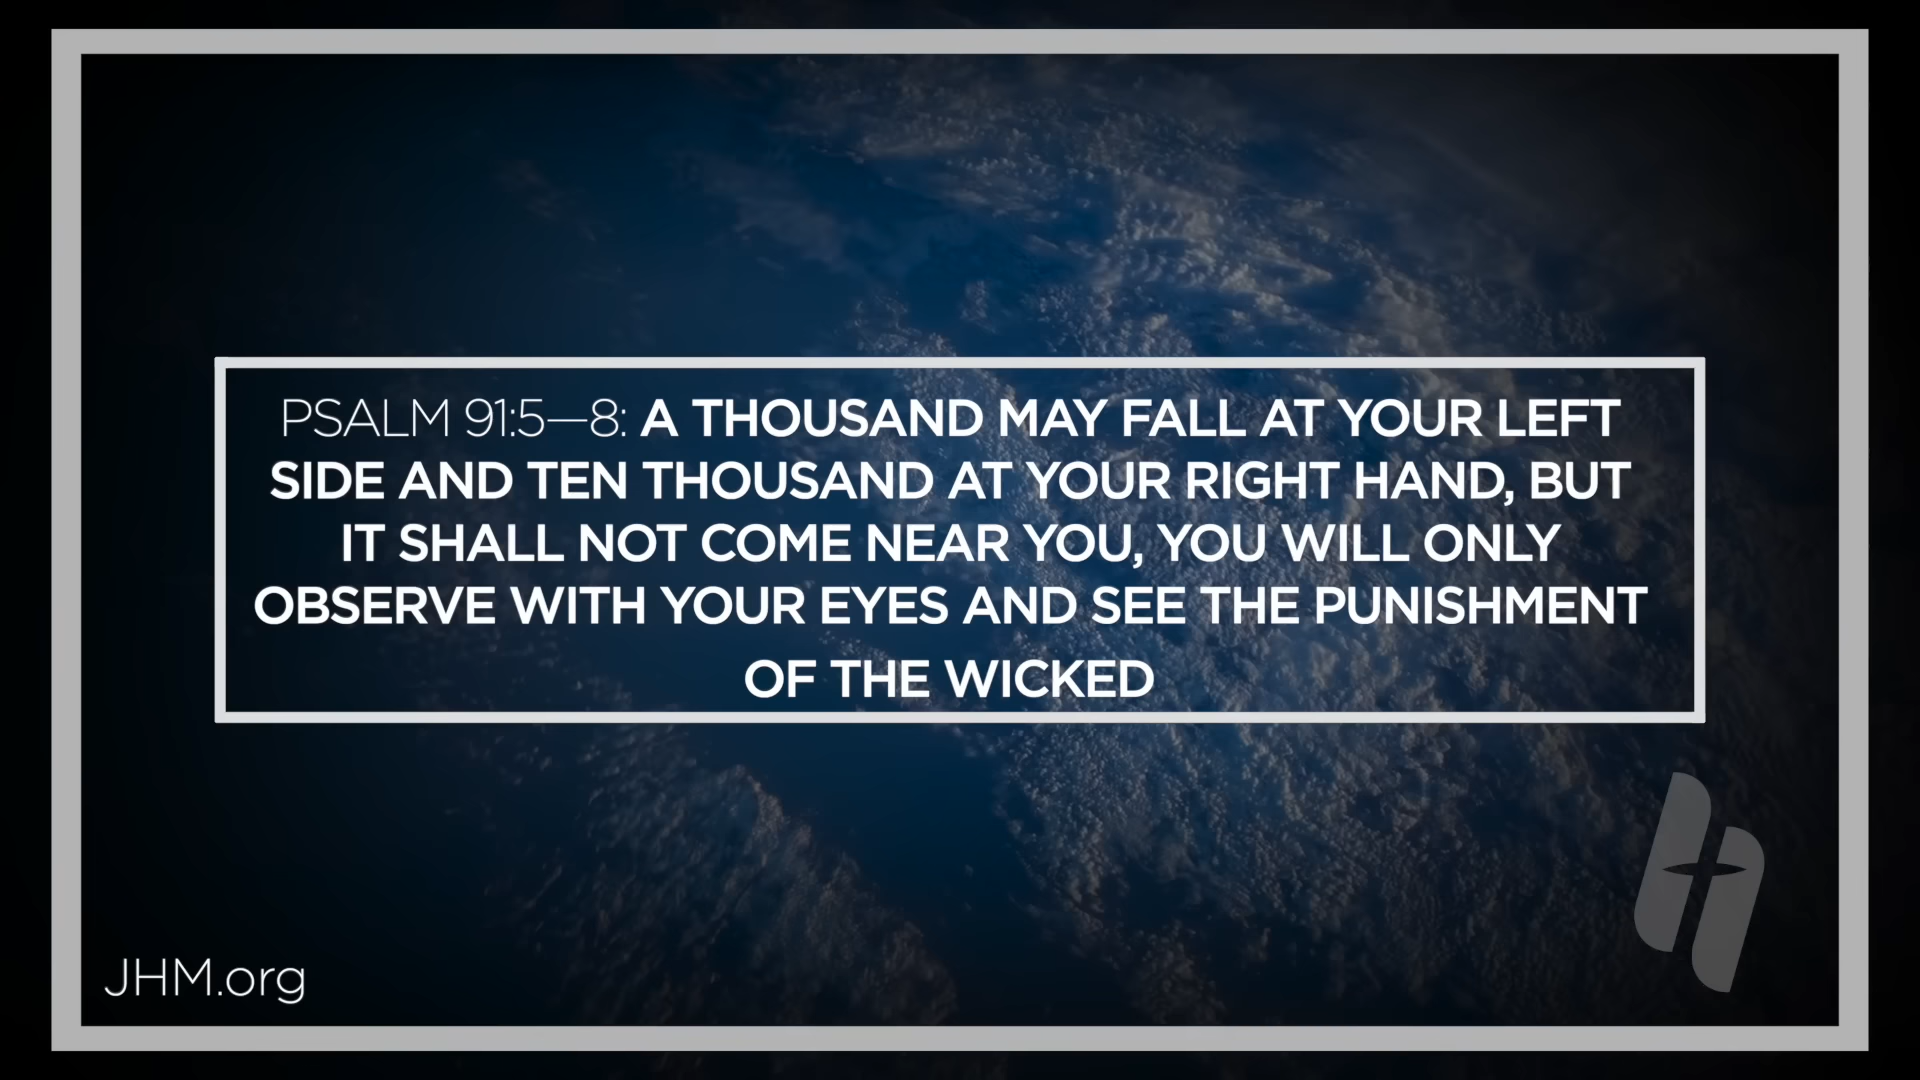 PSALM 91:5—8: A THOUSAND MAY FALL AT YOUR LEFT
SIDE AND TEN THOUSAND AT YOUR RIGHT HAND, BUT
IT SHALL NOT COME NEAR YOU, YOU WILL ONLY
OBSERVE WITH YOUR EYES AND SEE THE PUNISHMENT
OF THE WICKED
JHM.org